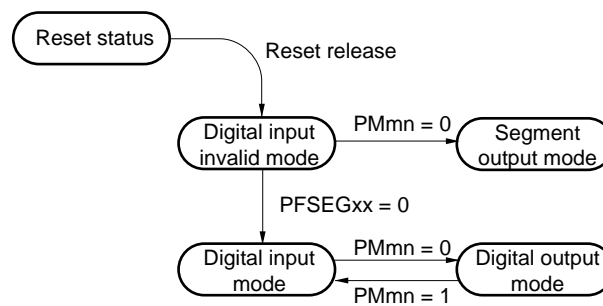 Reset status
Reset release
Digital input
invalid mode
PMmn = 0
Segment
output mode
PFSEGxx = 0
Digital input
mode
PMmn = 0
PMmn = 1
Digital output
mode